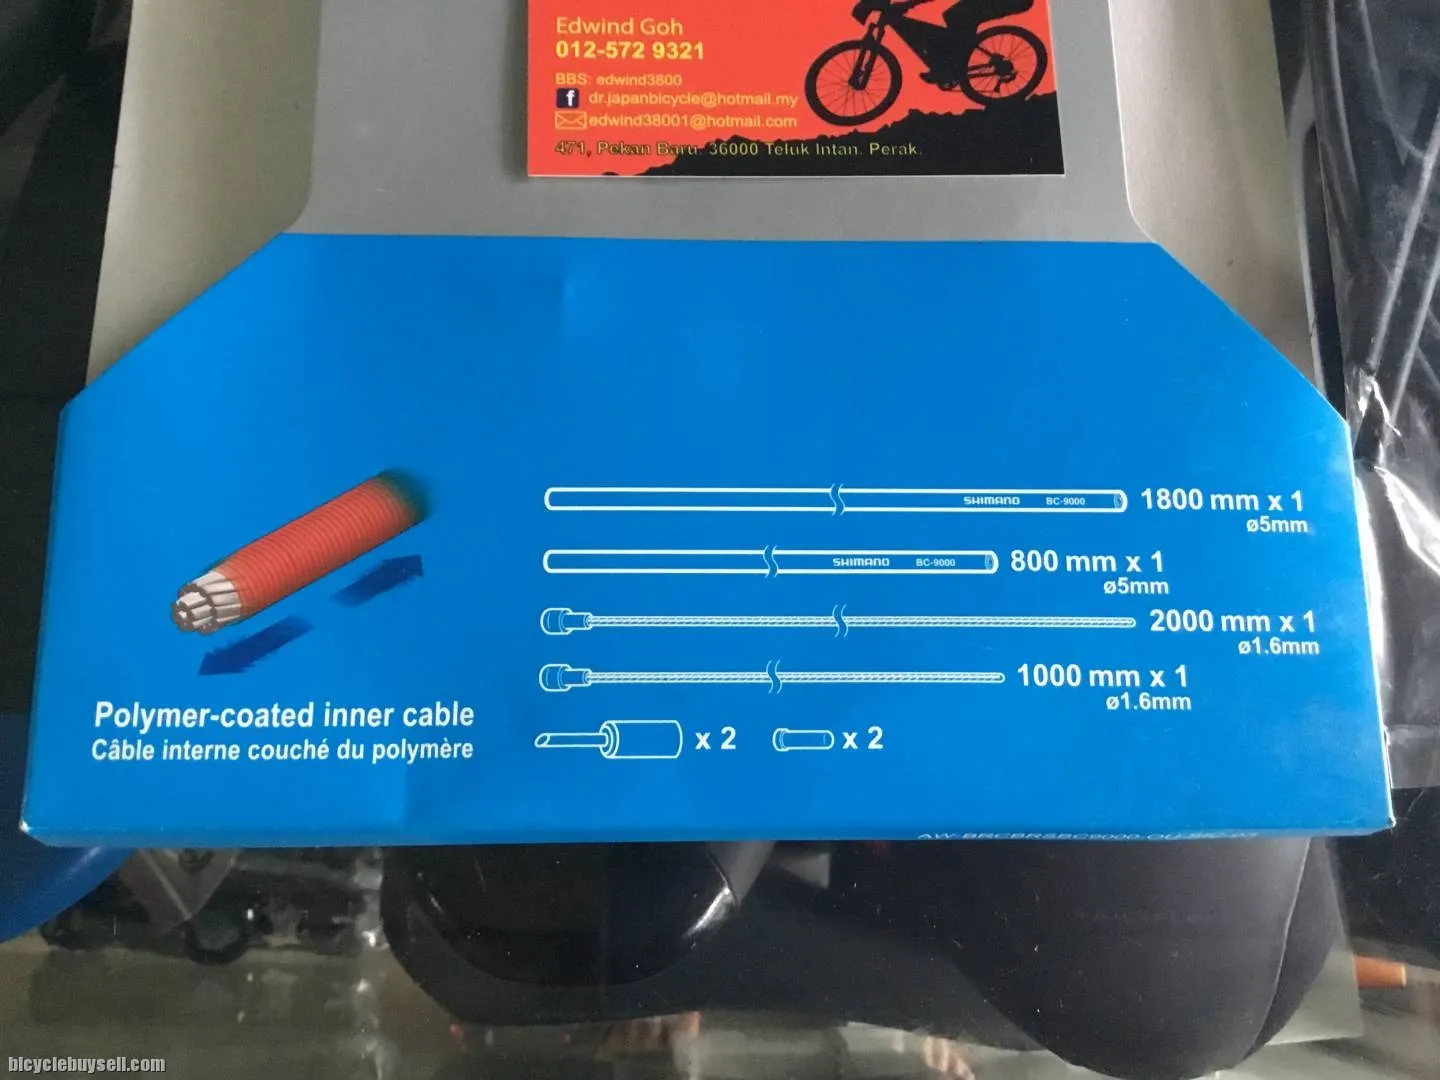 Edwind Goh
012-572 9321
BBS: edwind3800
f dr.japanbicycle@hotmail.my
edwind38001@hotmail.com
471, Pekan Baru, 36000 Teluk Intan. Perak.
SHIMANO BC-9000 1800 mm x 1
ø5mm
SHIMANO BC-9000 800 mm x 1
ø5mm
2000 mm x 1
ø1.6mm
1000 mm x 1
ø1.6mm
x 2 x 2
Polymer-coated inner cable
Câble interne couché du polymère
bicyclebuysell.com